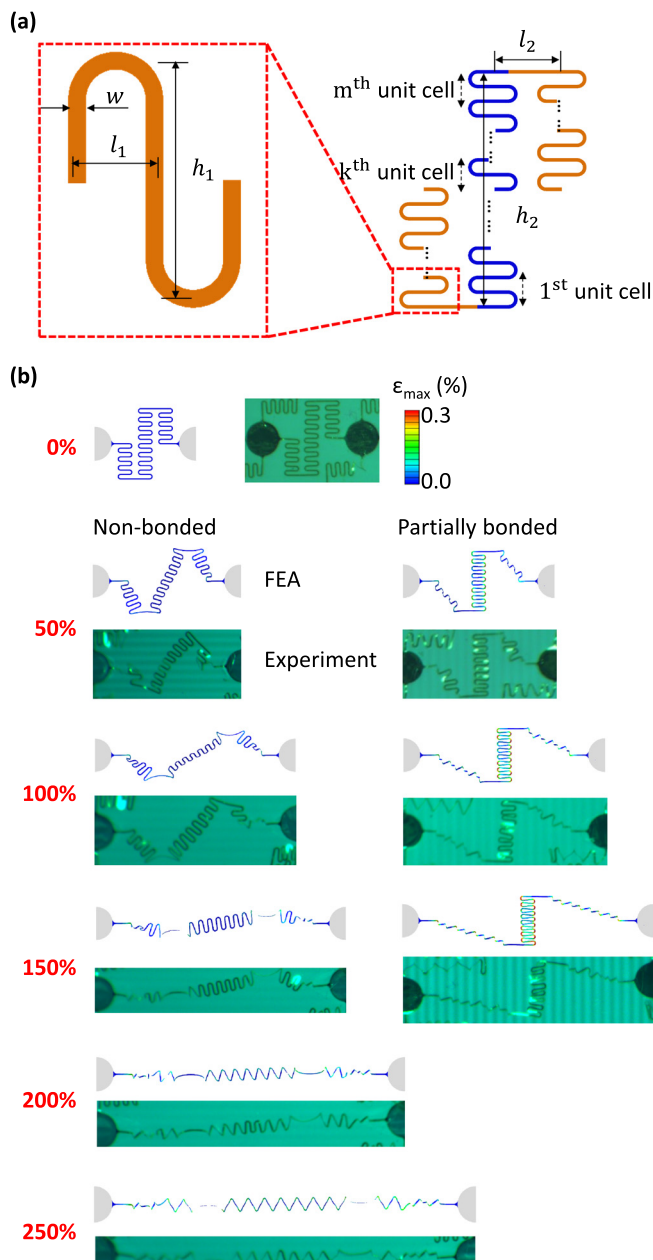 (a)
w
l₁
h₁
l₂
mᵗʰ unit cell
kᵗʰ unit cell
h₂
1ˢᵗ unit cell
(b)
εₘₐₓ (%)
0.3
0.0
0%
Non-bonded
Partially bonded
FEA
50%
Experiment
100%
150%
200%
250%